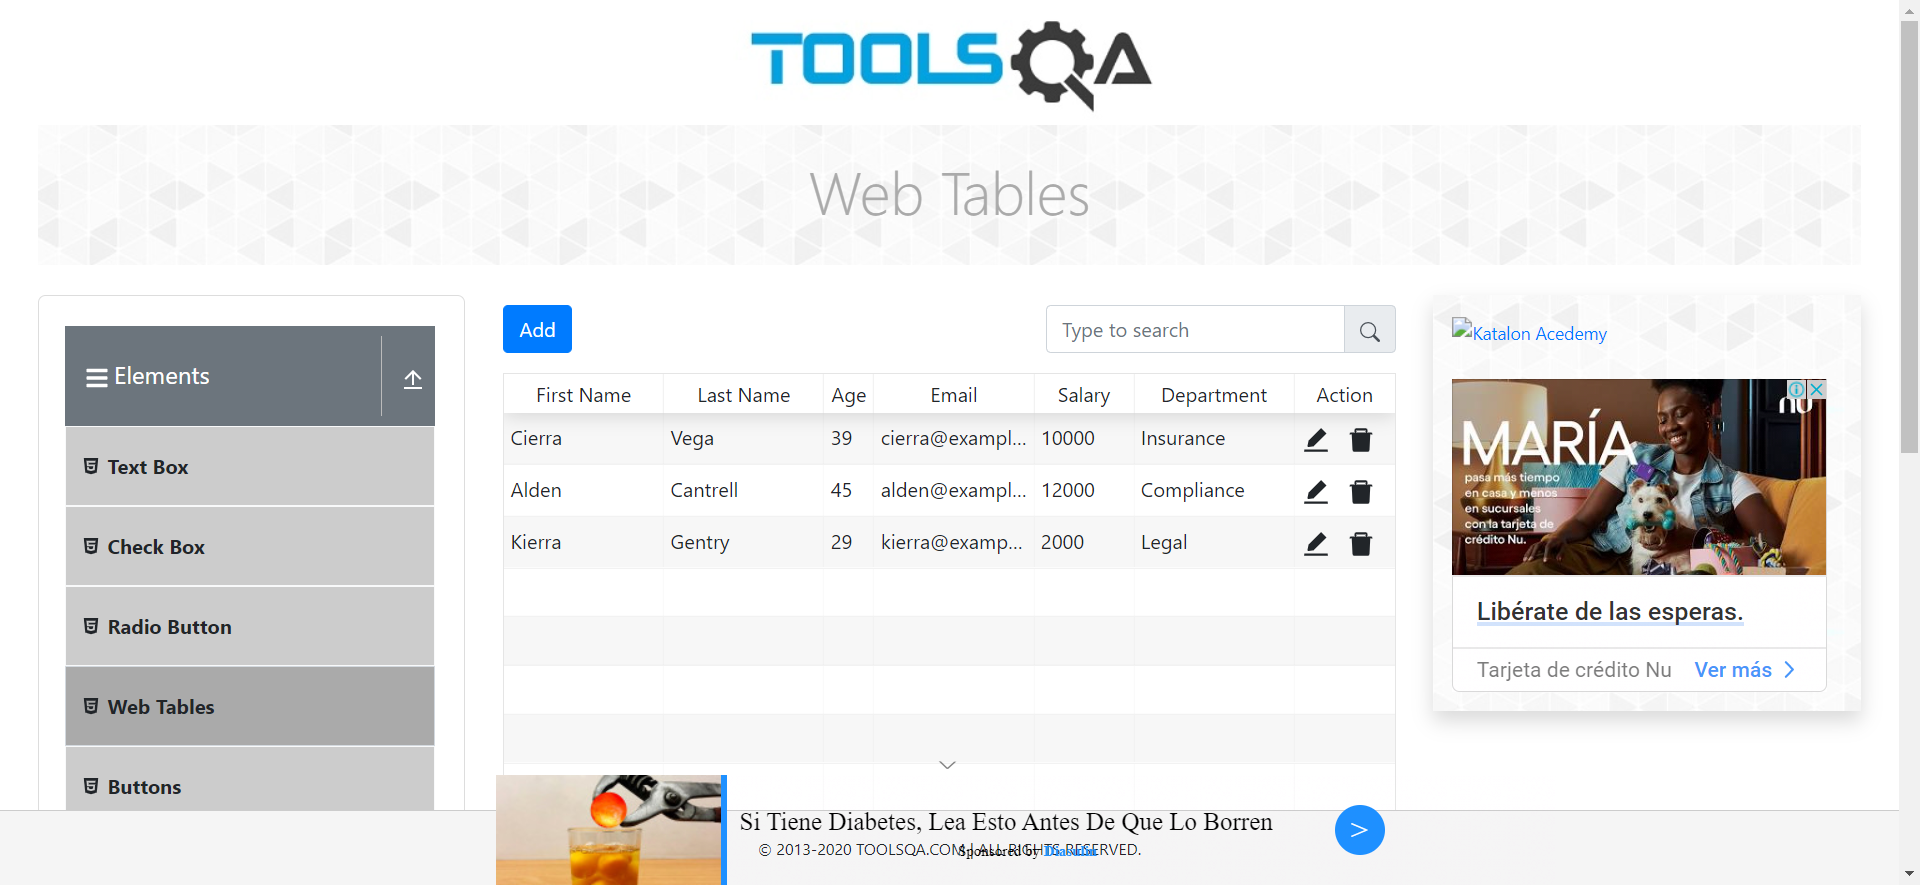 TOOLSQA
Web Tables
Elements
Text Box
Check Box
Radio Button
Web Tables
Buttons
Add
Type to search
First Name Last Name Age Email Salary Department Action
Cierra Vega 39 cierra@exampl... 10000 Insurance
Alden Cantrell 45 alden@exampl... 12000 Compliance
Kierra Gentry 29 kierra@examp... 2000 Legal
Katalon Acedemy
nu
MARÍA
pasa más tiempo
en casa y menos
en sucursales
con la tarjeta de
crédito Nu.
Libérate de las esperas.
Tarjeta de crédito Nu Ver más
Si Tiene Diabetes, Lea Esto Antes De Que Lo Borren
© 2013-2020 TOOLSQA.COM | ALL RIGHTS RESERVED.
Sponsored by